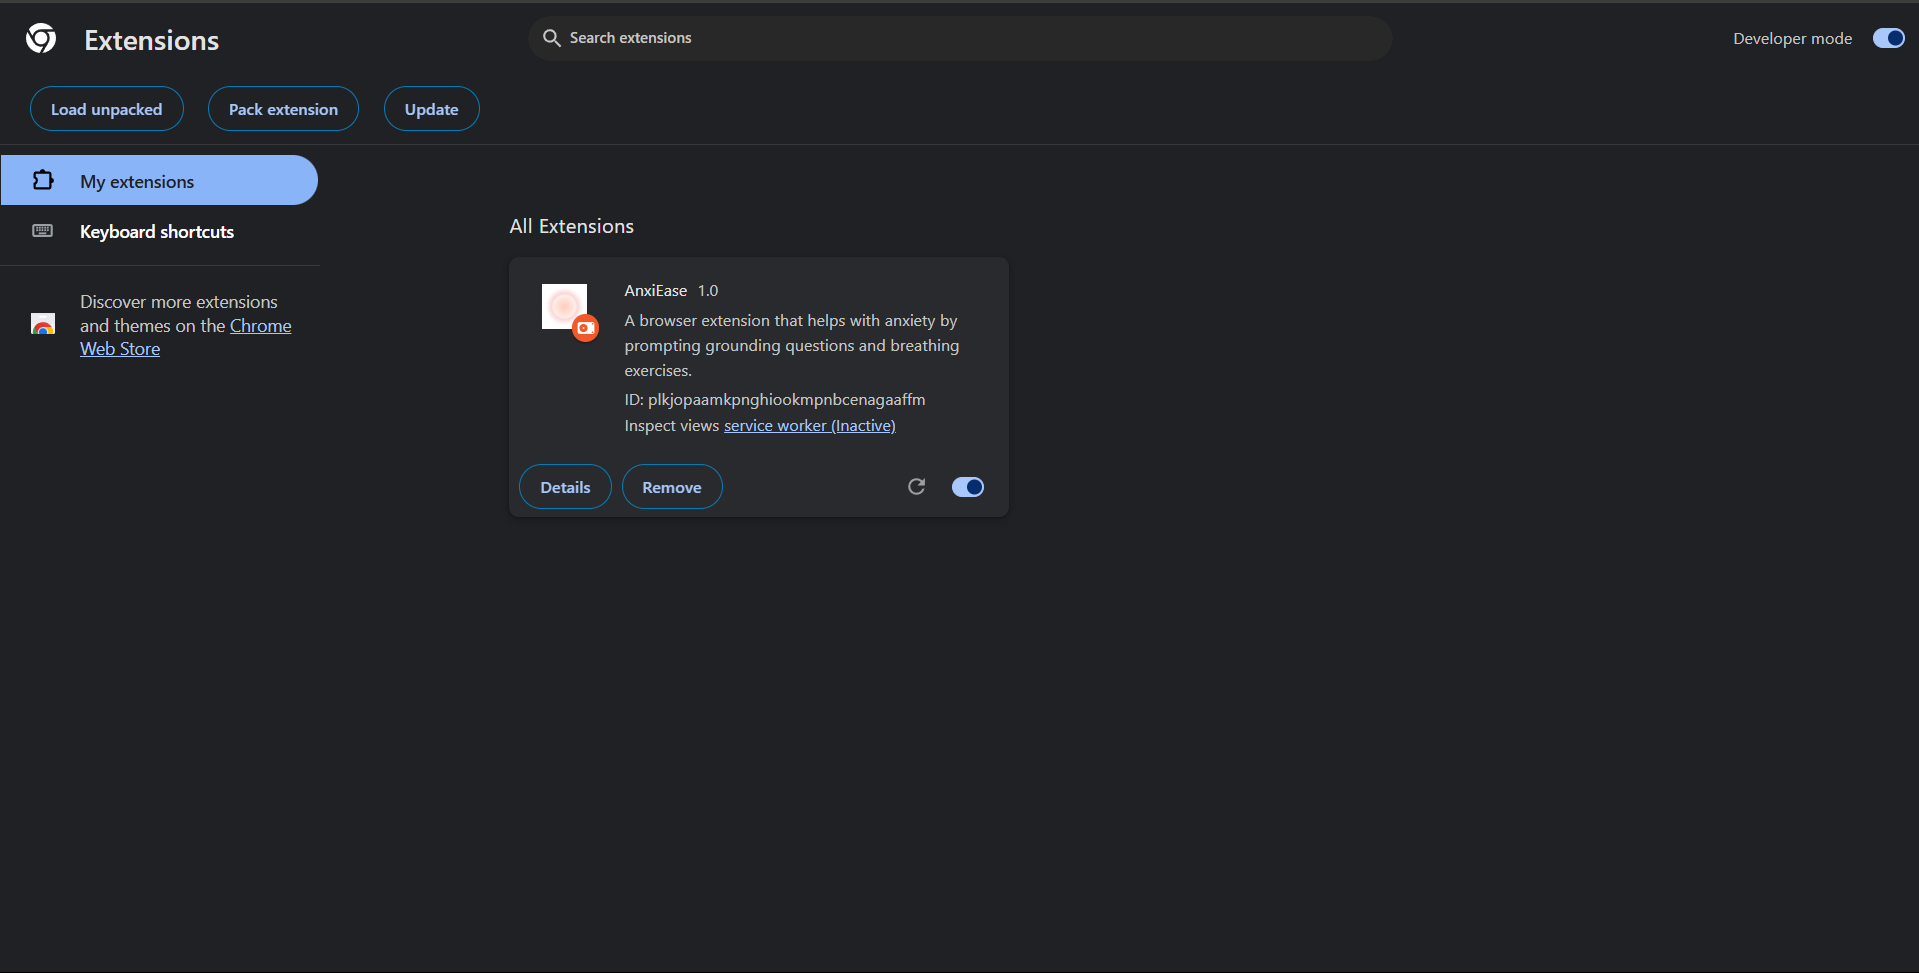 Extensions
Search extensions
Developer mode
Load unpacked
Pack extension
Update
My extensions
Keyboard shortcuts
Discover more extensions
and themes on the Chrome
Web Store
All Extensions
AnxiEase 1.0
A browser extension that helps with anxiety by
prompting grounding questions and breathing
exercises.
ID: plkjopaamkpnghiookmpnbcenagaaffm
Inspect views service worker (Inactive)
Details
Remove